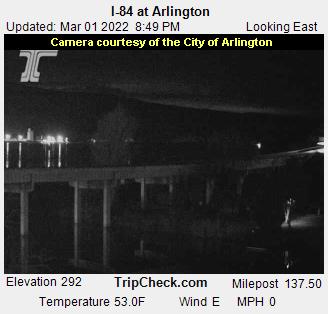 I-84 at Arlington
Updated: Mar 01 2022 8:49 PM Looking East
Camera courtesy of the City of Arlington
Elevation 292 TripCheck.com Milepost 137.50
Temperature 53.0F Wind E MPH 0